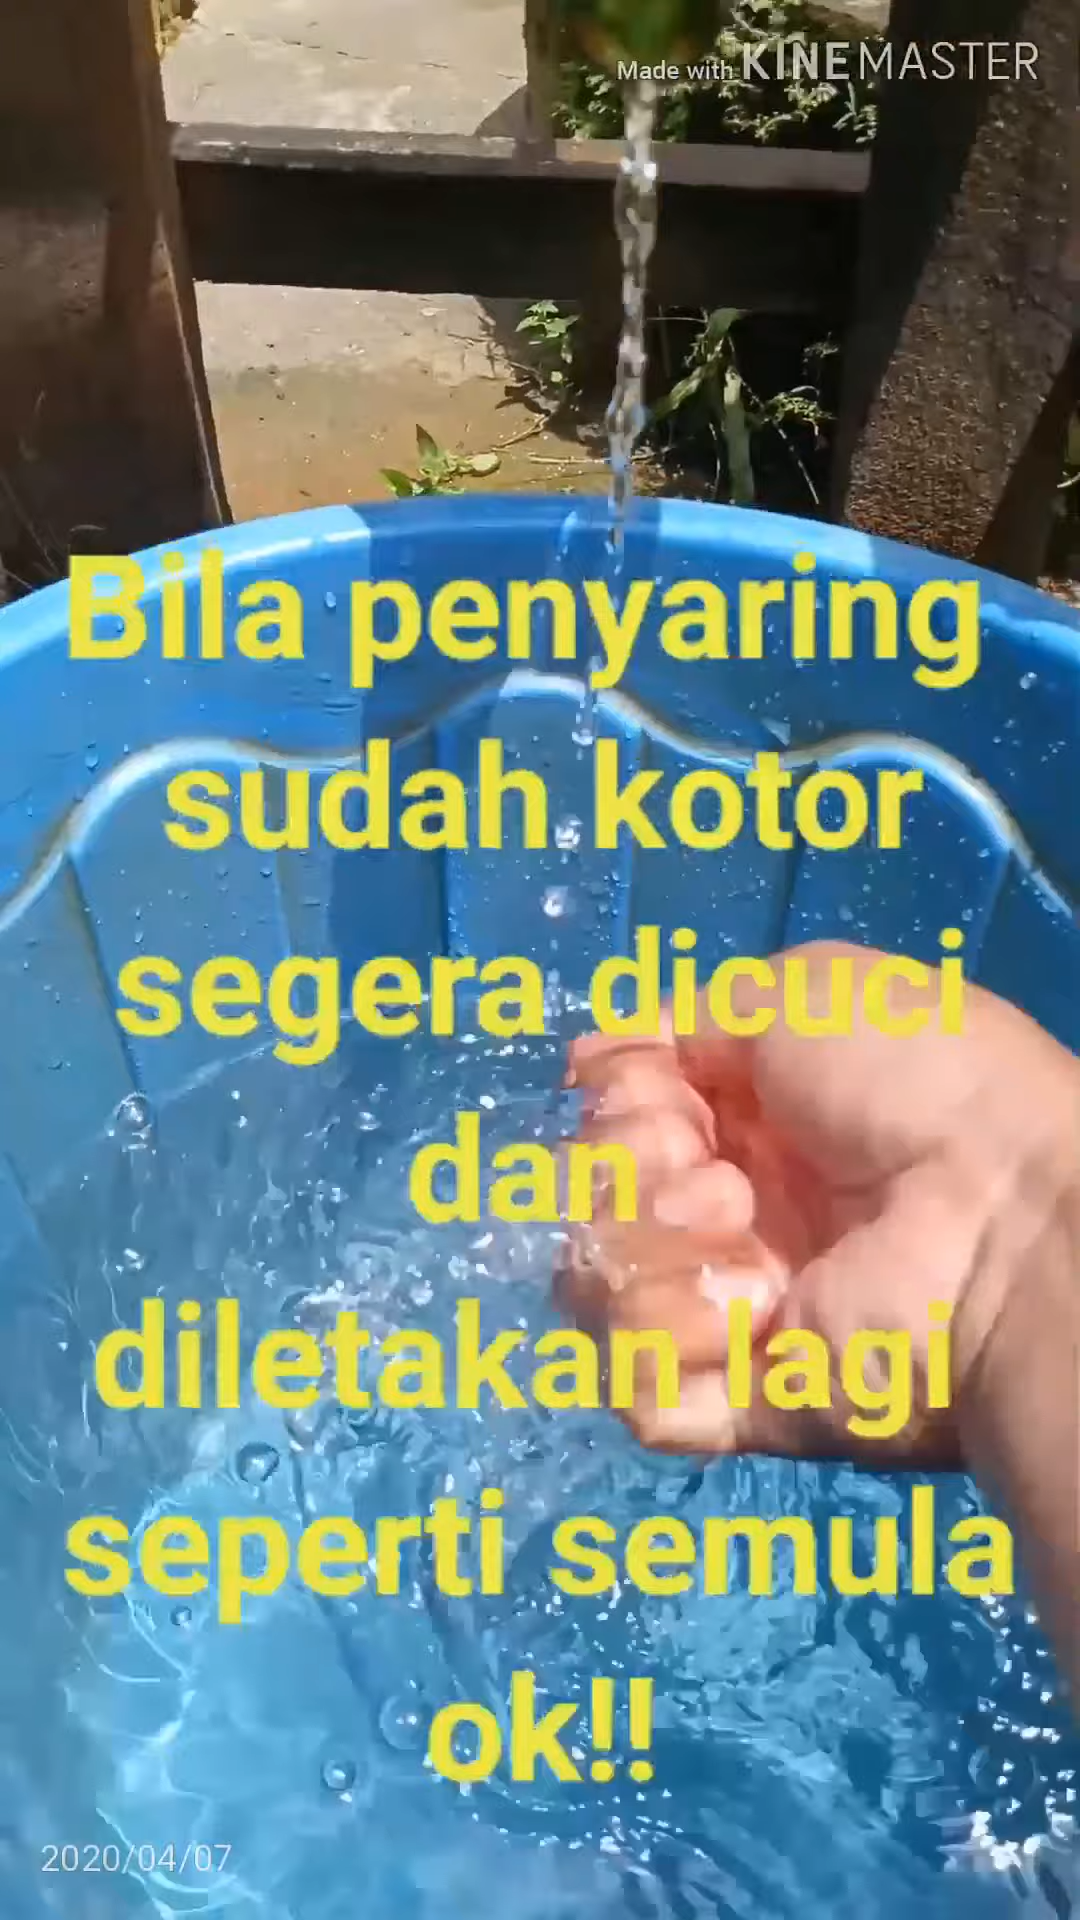 Made with KINEMASTER
Bila penyaring
sudah kotor
segera dicuci
dan
diletakan lagi
seperti semula
ok!!
2020/04/07